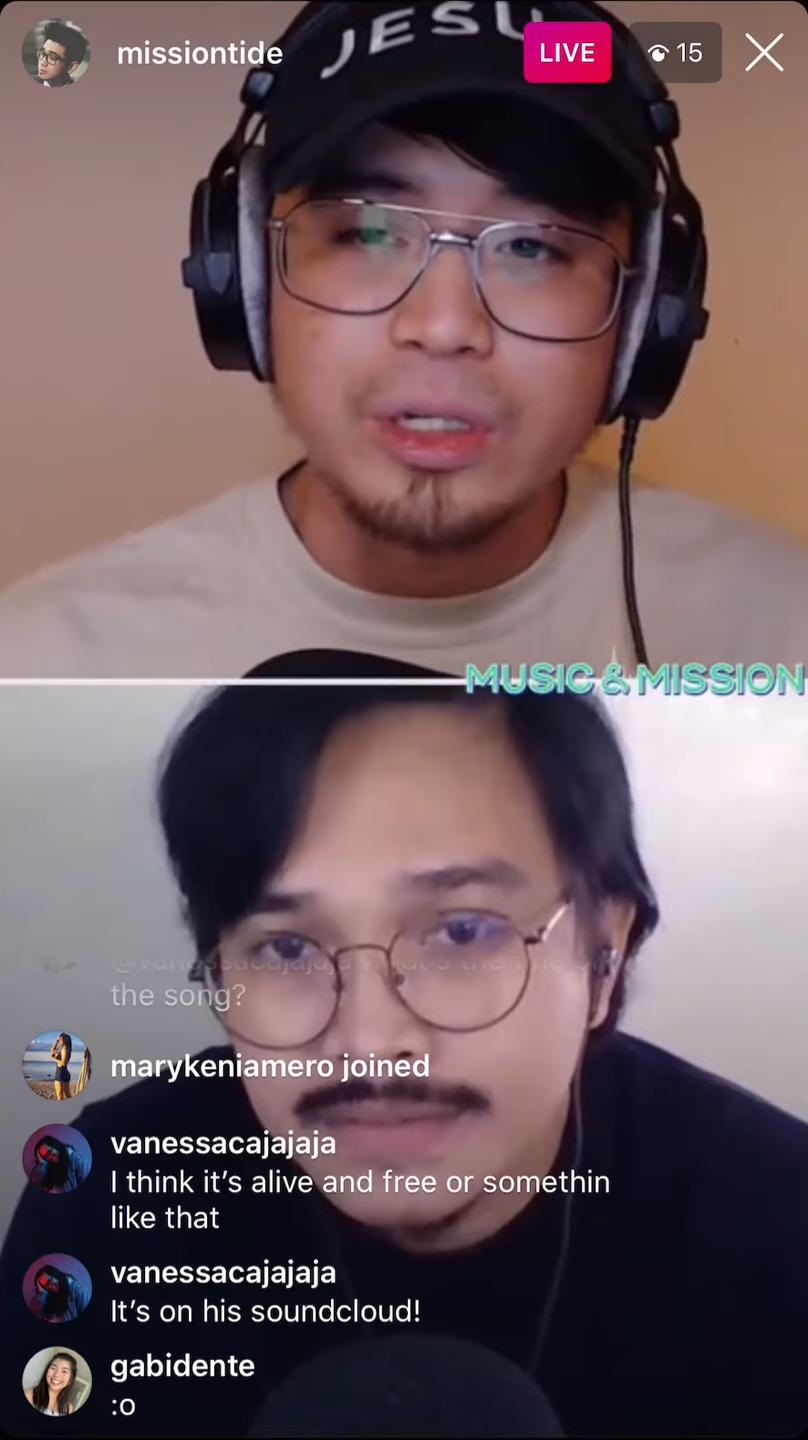 JESU
missiontide
LIVE
15
MUSIC & MISSION
the song?
marykeniamero joined
vanessacajajaja
I think it's alive and free or somethin
like that
vanessacajajaja
It's on his soundcloud!
gabidente
:o